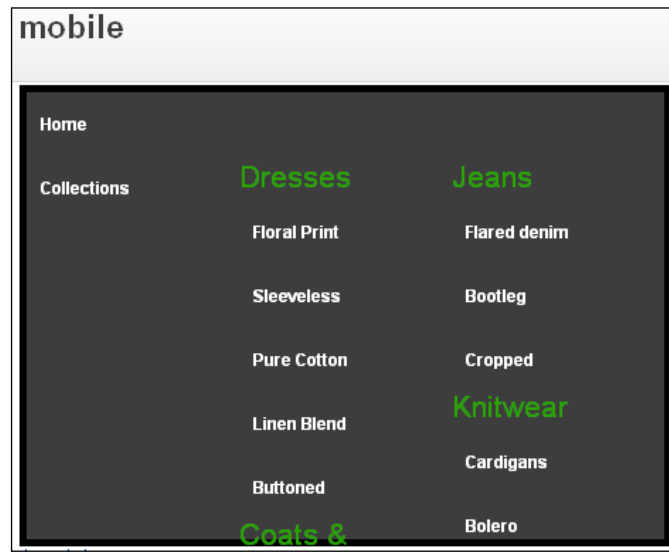 mobile
Home
Collections
Dresses
Floral Print
Sleeveless
Pure Cotton
Linen Blend
Buttoned
Coats &
Jeans
Flared denim
Bootleg
Cropped
Knitwear
Cardigans
Bolero